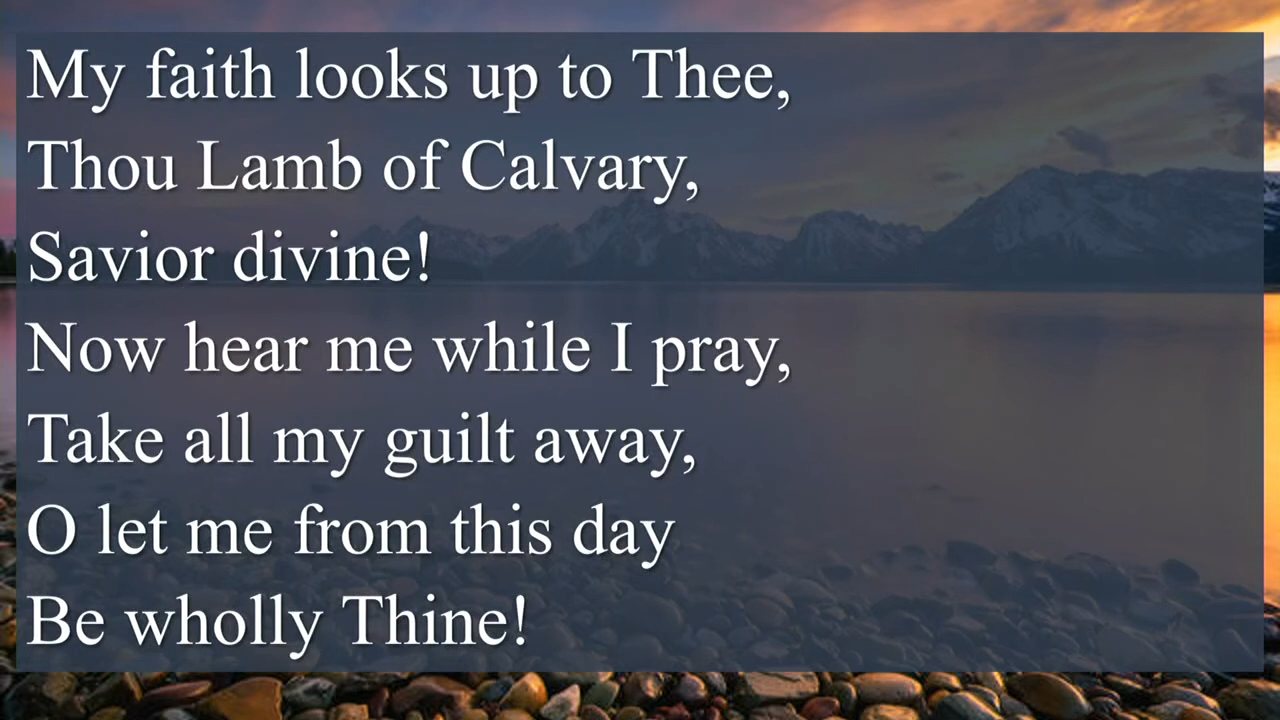 My faith looks up to Thee,
Thou Lamb of Calvary,
Savior divine!
Now hear me while I pray,
Take all my guilt away,
O let me from this day
Be wholly Thine!